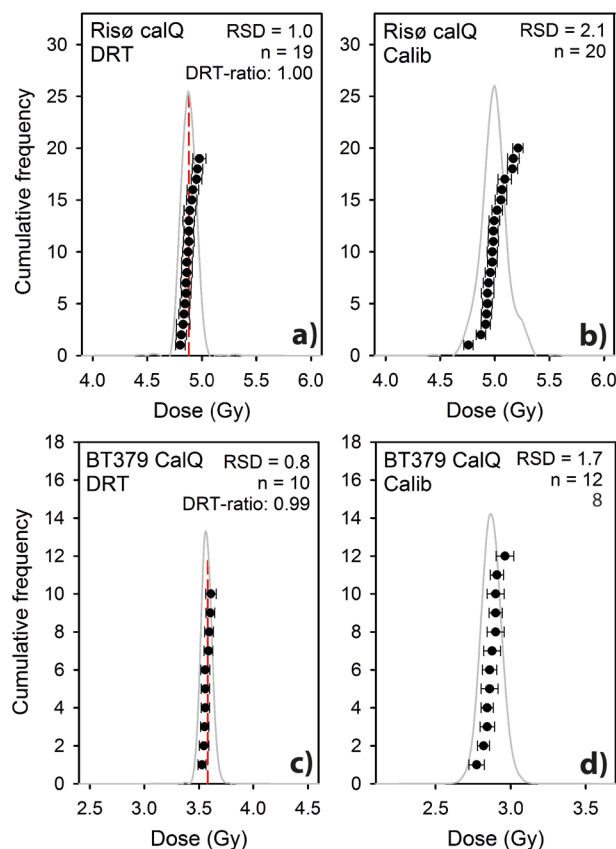 Risø calQ
DRT
RSD = 1.0
n = 19
DRT-ratio: 1.00
Cumulative frequency
30
25
20
15
10
5
0
a)
4.0 4.5 5.0 5.5 6.0
Dose (Gy)
Risø calQ
Calib
RSD = 2.1
n = 20
30
25
20
15
10
5
0
b)
4.0 4.5 5.0 5.5 6.0
Dose (Gy)
BT379 CalQ
DRT
RSD = 0.8
n = 10
DRT-ratio: 0.99
Cumulative frequency
18
16
14
12
10
8
6
4
2
0
c)
2.5 3.0 3.5 4.0 4.5
Dose (Gy)
BT379 CalQ
Calib
RSD = 1.7
n = 12
8
18
16
14
12
10
8
6
4
2
0
d)
2.5 3.0 3.5
Dose (Gy)